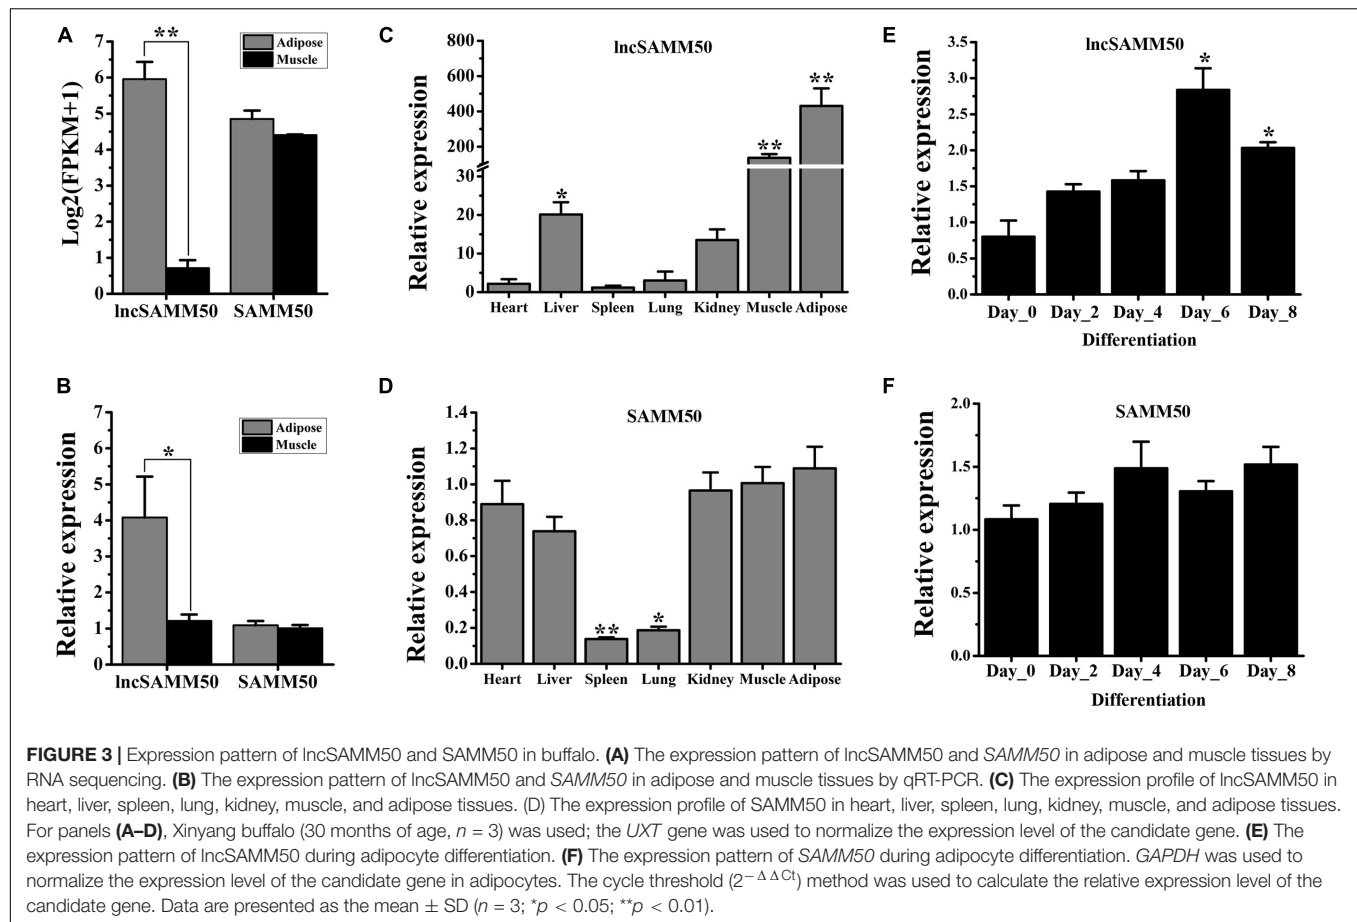 A
**
7
6
5
4
3
2
1
0
Log2(FPKM+1)
Adipose
Muscle
lncSAMM50 SAMM50
B
*
7
6
5
4
3
2
1
0
Relative expression
Adipose
Muscle
lncSAMM50 SAMM50
C
lncSAMM50
800
600
400
200
30
20
10
0
Relative expression
*
**
**
Heart Liver Spleen Lung Kidney Muscle Adipose
D
SAMM50
1.4
1.2
1.0
0.8
0.6
0.4
0.2
0.0
Relative expression
**
*
Heart Liver Spleen Lung Kidney Muscle Adipose
E
lncSAMM50
3.5
3.0
2.5
2.0
1.5
1.0
0.5
0.0
Relative expression
*
*
Day_0 Day_2 Day_4 Day_6 Day_8
Differentiation
F
SAMM50
2.0
1.5
1.0
0.5
0.0
Relative expression
Day_0 Day_2 Day_4 Day_6 Day_8
Differentiation
FIGURE 3 | Expression pattern of lncSAMM50 and SAMM50 in buffalo. (A) The expression pattern of lncSAMM50 and SAMM50 in adipose and muscle tissues by
RNA sequencing. (B) The expression pattern of lncSAMM50 and SAMM50 in adipose and muscle tissues by qRT-PCR. (C) The expression profile of lncSAMM50 in
heart, liver, spleen, lung, kidney, muscle, and adipose tissues. (D) The expression profile of SAMM50 in heart, liver, spleen, lung, kidney, muscle, and adipose tissues.
For panels (A–D), Xinyang buffalo (30 months of age, n = 3) was used; the UXT gene was used to normalize the expression level of the candidate gene. (E) The
expression pattern of lncSAMM50 during adipocyte differentiation. (F) The expression pattern of SAMM50 during adipocyte differentiation. GAPDH was used to
normalize the expression level of the candidate gene in adipocytes. The cycle threshold (2⁻ΔΔCt) method was used to calculate the relative expression level of the
candidate gene. Data are presented as the mean ± SD (n = 3; *p < 0.05; **p < 0.01).